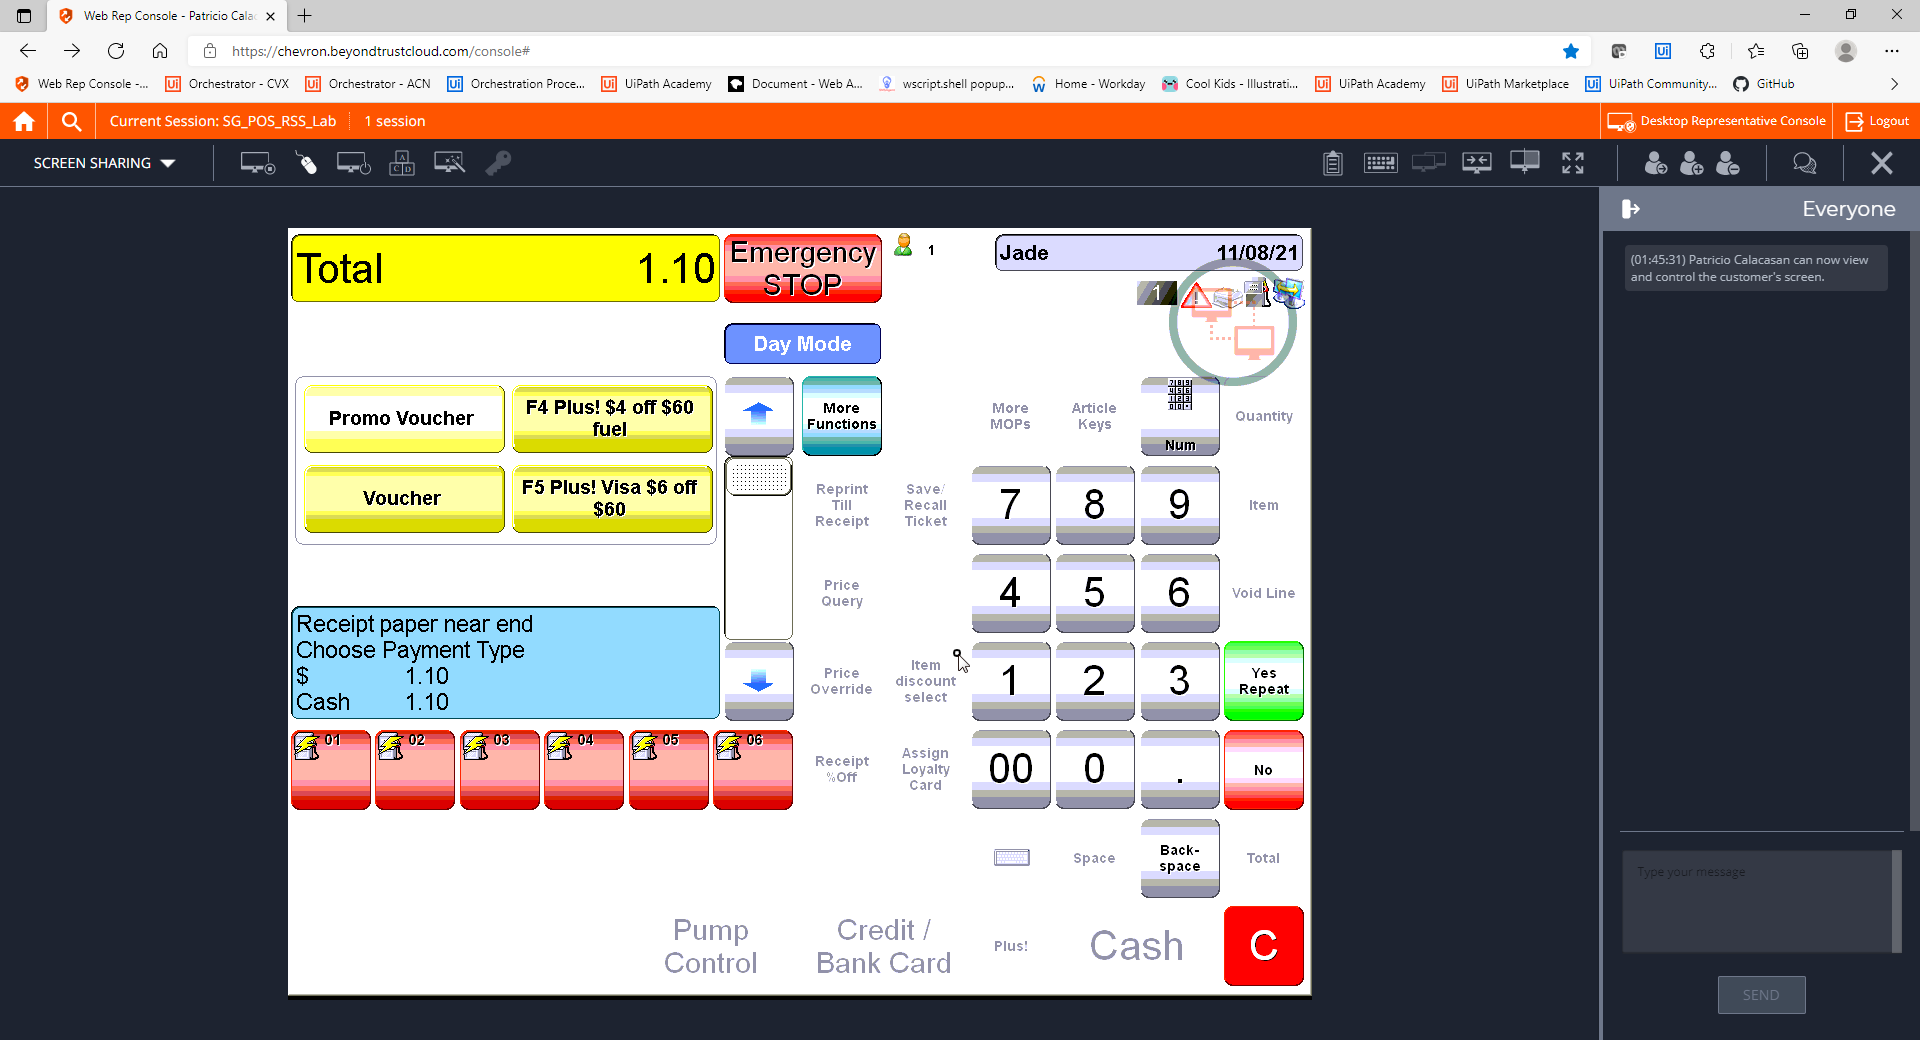 Web Rep Console - Patricio Cala
https://chevron.beyondtrustcloud.com/console#
Web Rep Console -...
Orchestrator - CVX
Orchestrator - ACN
Orchestration Proce...
UiPath Academy
Document - Web A...
wscript.shell popup...
Home - Workday
Cool Kids - Illustrati...
UiPath Academy
UiPath Marketplace
UiPath Community...
GitHub
Current Session: SG_POS_RSS_Lab
1 session
Desktop Representative Console
Logout
SCREEN SHARING
Everyone
(01:45:31) Patricio Calacasan can now view
and control the customer's screen.
Total 1.10
Emergency
STOP
1
Jade 11/08/21
1
Day Mode
Promo Voucher
F4 Plus! $4 off $60
fuel
Voucher
F5 Plus! Visa $6 off
$60
More
Functions
More
MOPs
Article
Keys
Num
Quantity
Reprint
Till
Receipt
Save/
Recall
Ticket
7
8
9
Item
Price
Query
4
5
6
Void Line
Receipt paper near end
Choose Payment Type
$ 1.10
Cash 1.10
Price
Override
Item
discount
select
1
2
3
Yes
Repeat
01
02
03
04
05
06
Receipt
%Off
Assign
Loyalty
Card
00
0
.
No
Space
Back-
space
Total
Pump
Control
Credit /
Bank Card
Plus!
Cash
C
Type your message
SEND